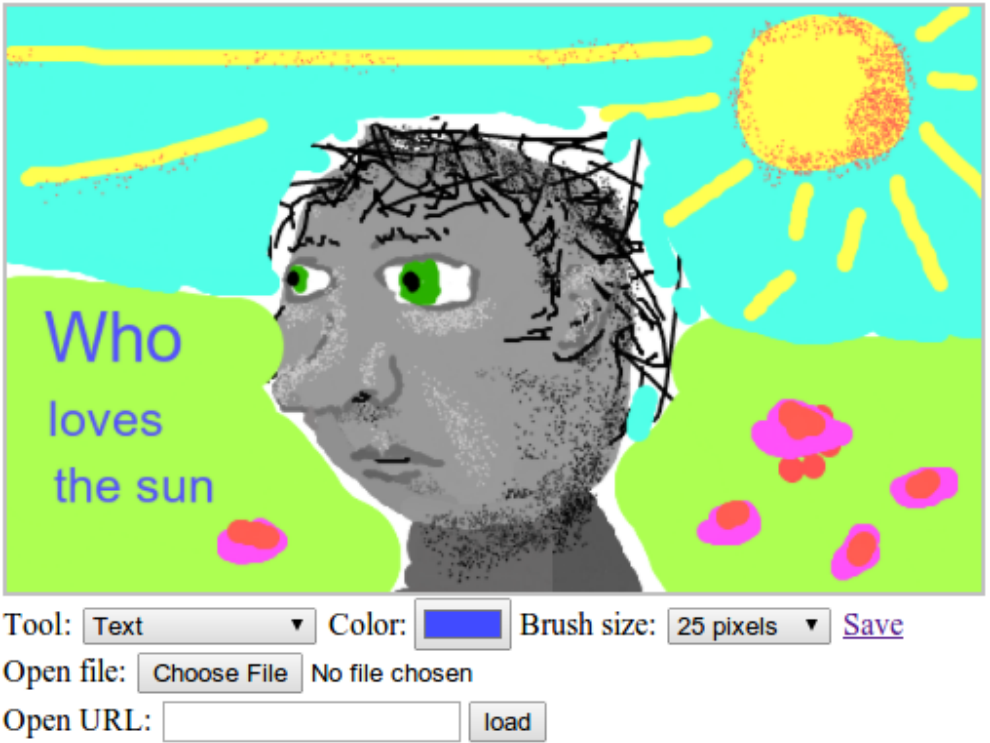 Who
loves
the sun
Tool: Text Color: Brush size: 25 pixels Save
Open file: Choose File No file chosen
Open URL: load